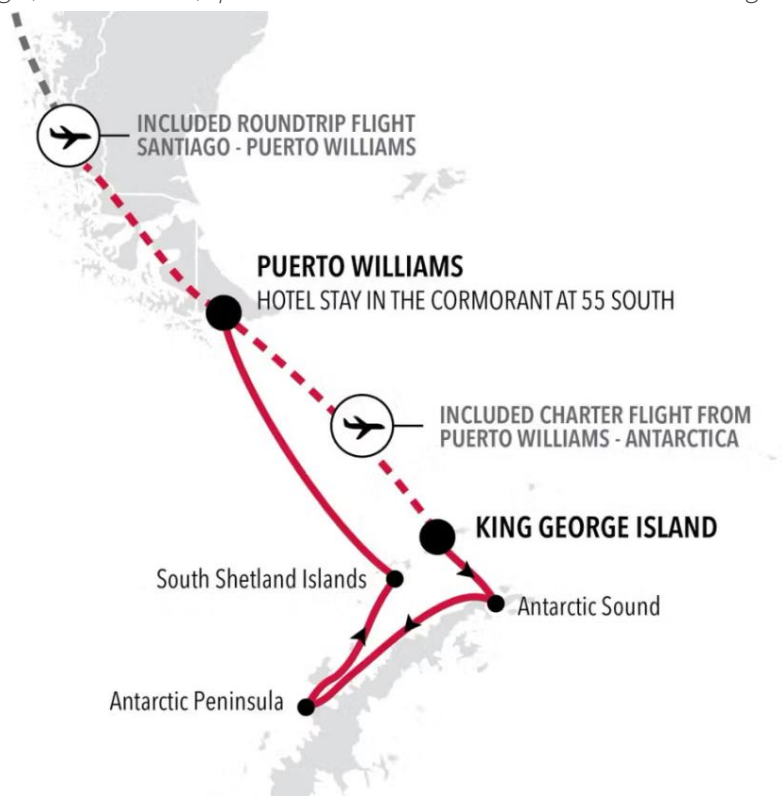 INCLUDED ROUNDTRIP FLIGHT
SANTIAGO - PUERTO WILLIAMS
PUERTO WILLIAMS
HOTEL STAY IN THE CORMORANT AT 55 SOUTH
INCLUDED CHARTER FLIGHT FROM
PUERTO WILLIAMS - ANTARCTICA
KING GEORGE ISLAND
South Shetland Islands
Antarctic Sound
Antarctic Peninsula